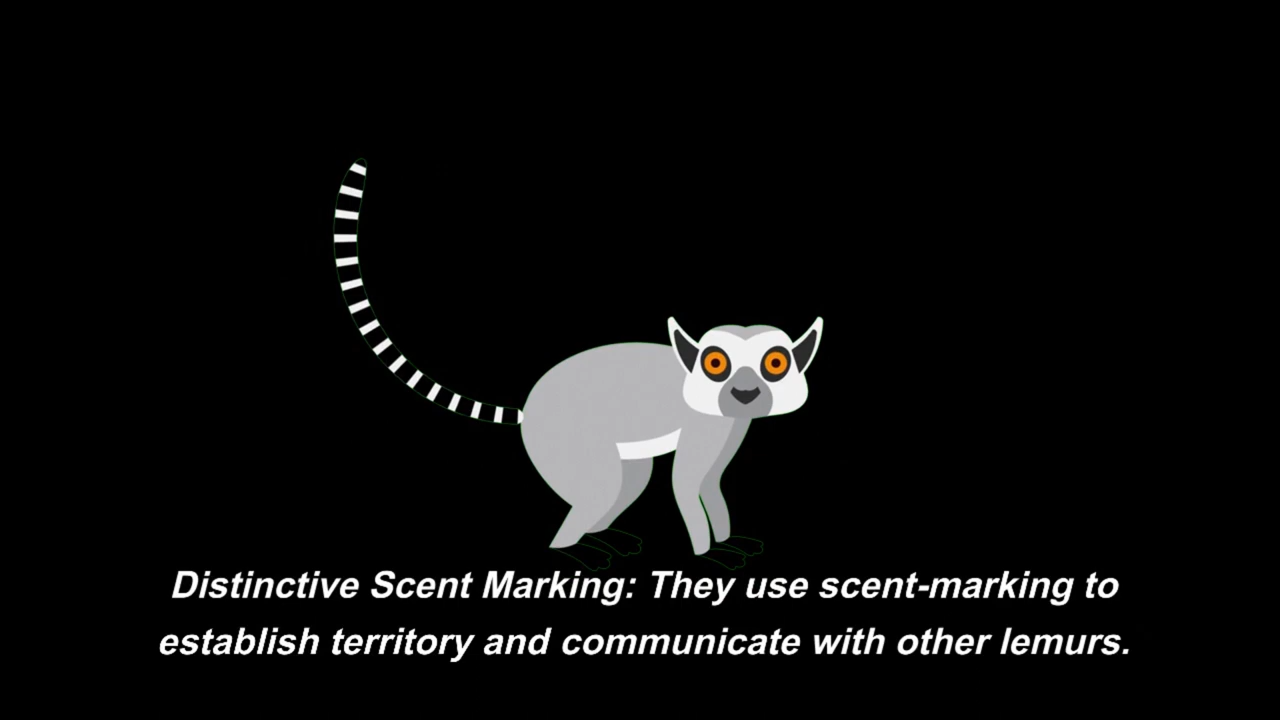 Distinctive Scent Marking: They use scent-marking to
establish territory and communicate with other lemurs.